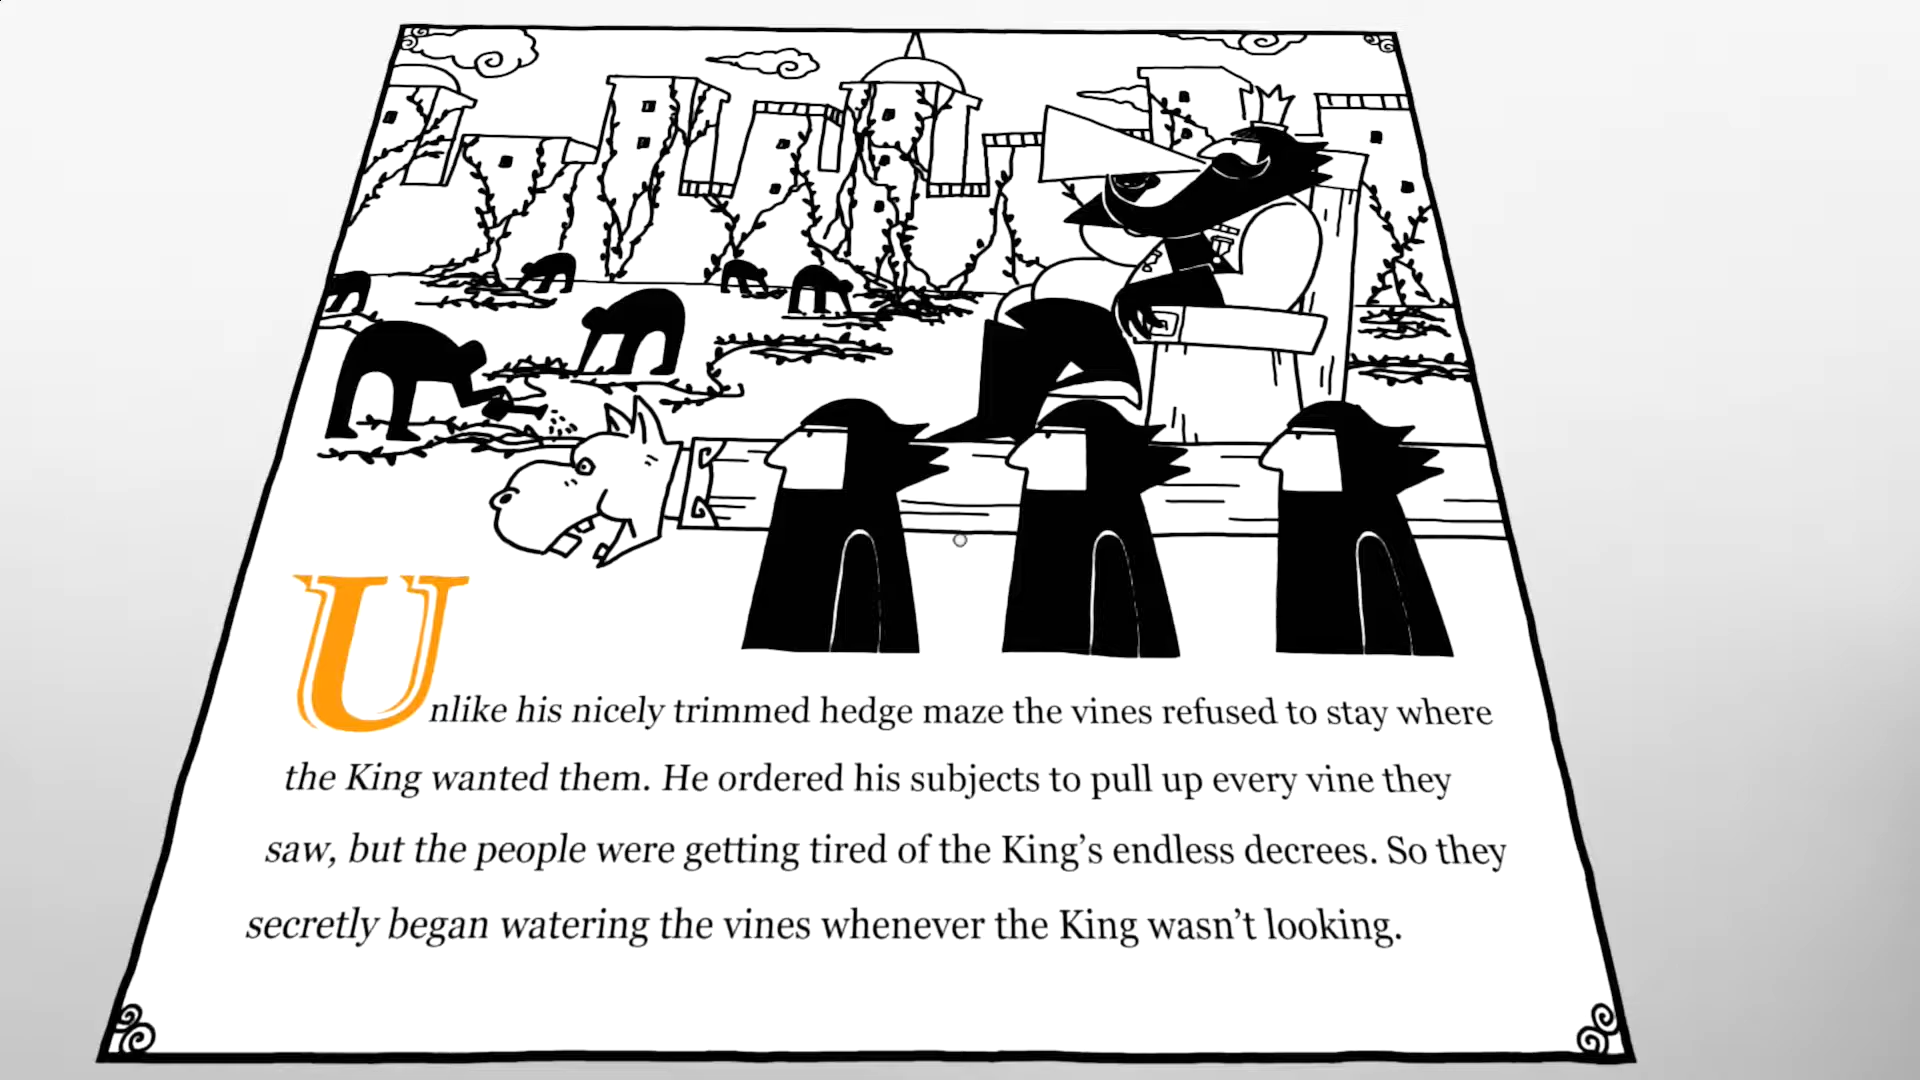 Unlike his nicely trimmed hedge maze the vines refused to stay where
the King wanted them. He ordered his subjects to pull up every vine they
saw, but the people were getting tired of the King’s endless decrees. So they
secretly began watering the vines whenever the King wasn’t looking.